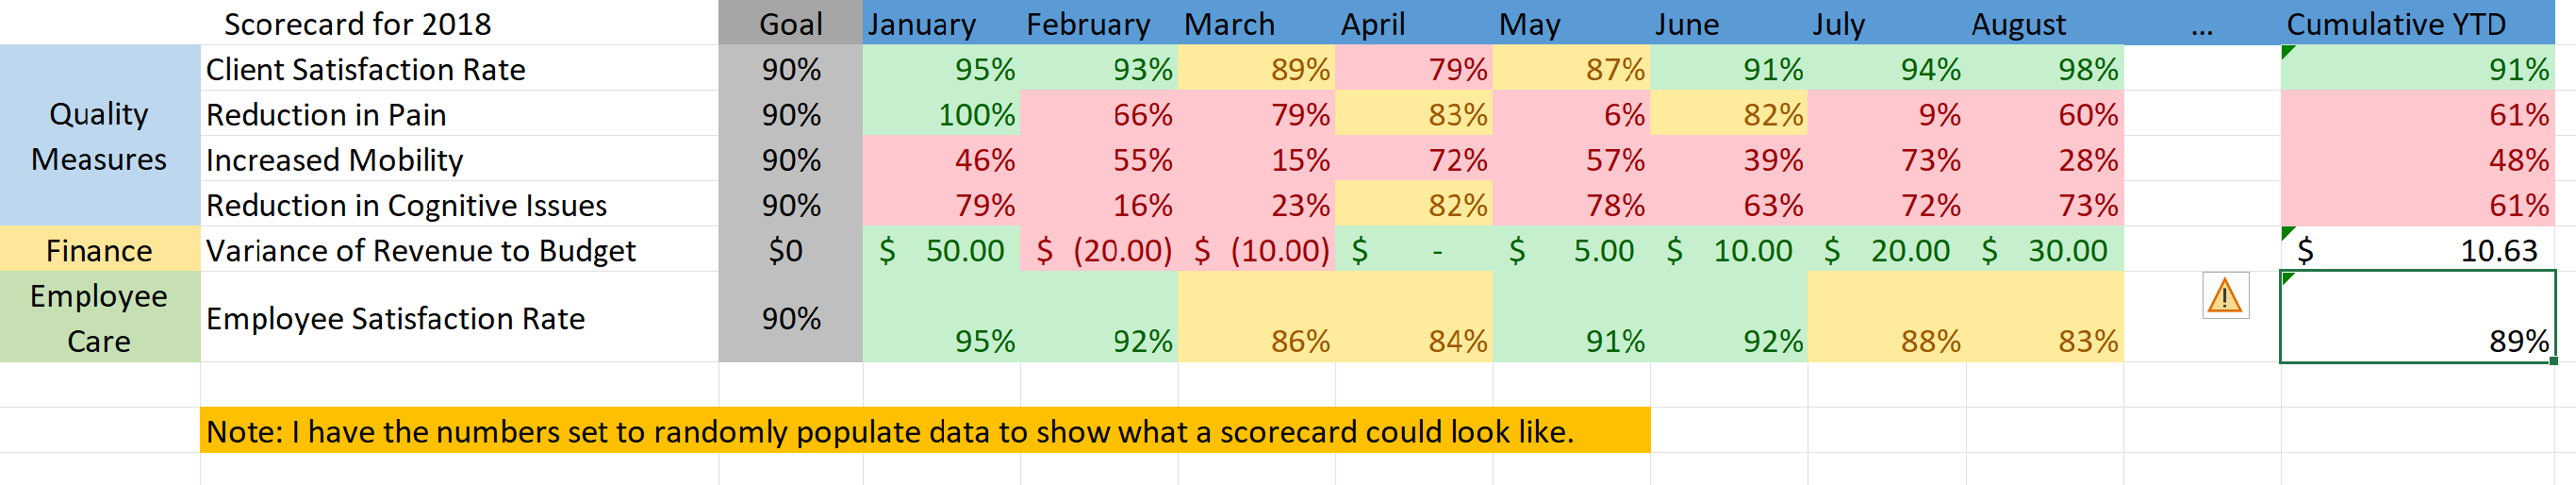 Scorecard for 2018 Goal January February March April May June July August ... Cumulative YTD
Quality Measures
Client Satisfaction Rate 90% 95% 93% 89% 79% 87% 91% 94% 98% 91%
Reduction in Pain 90% 100% 66% 79% 83% 6% 82% 9% 60% 61%
Increased Mobility 90% 46% 55% 15% 72% 57% 39% 73% 28% 48%
Reduction in Cognitive Issues 90% 79% 16% 23% 82% 78% 63% 72% 73% 61%
Finance Variance of Revenue to Budget $0 $ 50.00 $ (20.00) $ (10.00) $ - $ 5.00 $ 10.00 $ 20.00 $ 30.00 $ 10.63
Employee Care
Employee Satisfaction Rate 90% 95% 92% 86% 84% 91% 92% 88% 83% 89%
Note: I have the numbers set to randomly populate data to show what a scorecard could look like.